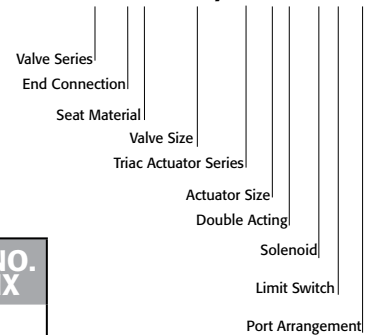 Valve Series
End Connection
Seat Material
Valve Size
Triac Actuator Series
Actuator Size
Double Acting
Solenoid
Limit Switch
Port Arrangement